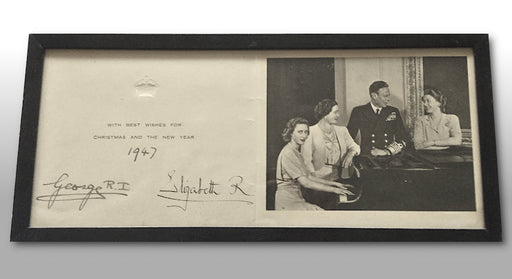 WITH BEST WISHES FOR
CHRISTMAS AND THE NEW YEAR
1947
George R.I.
Elizabeth R